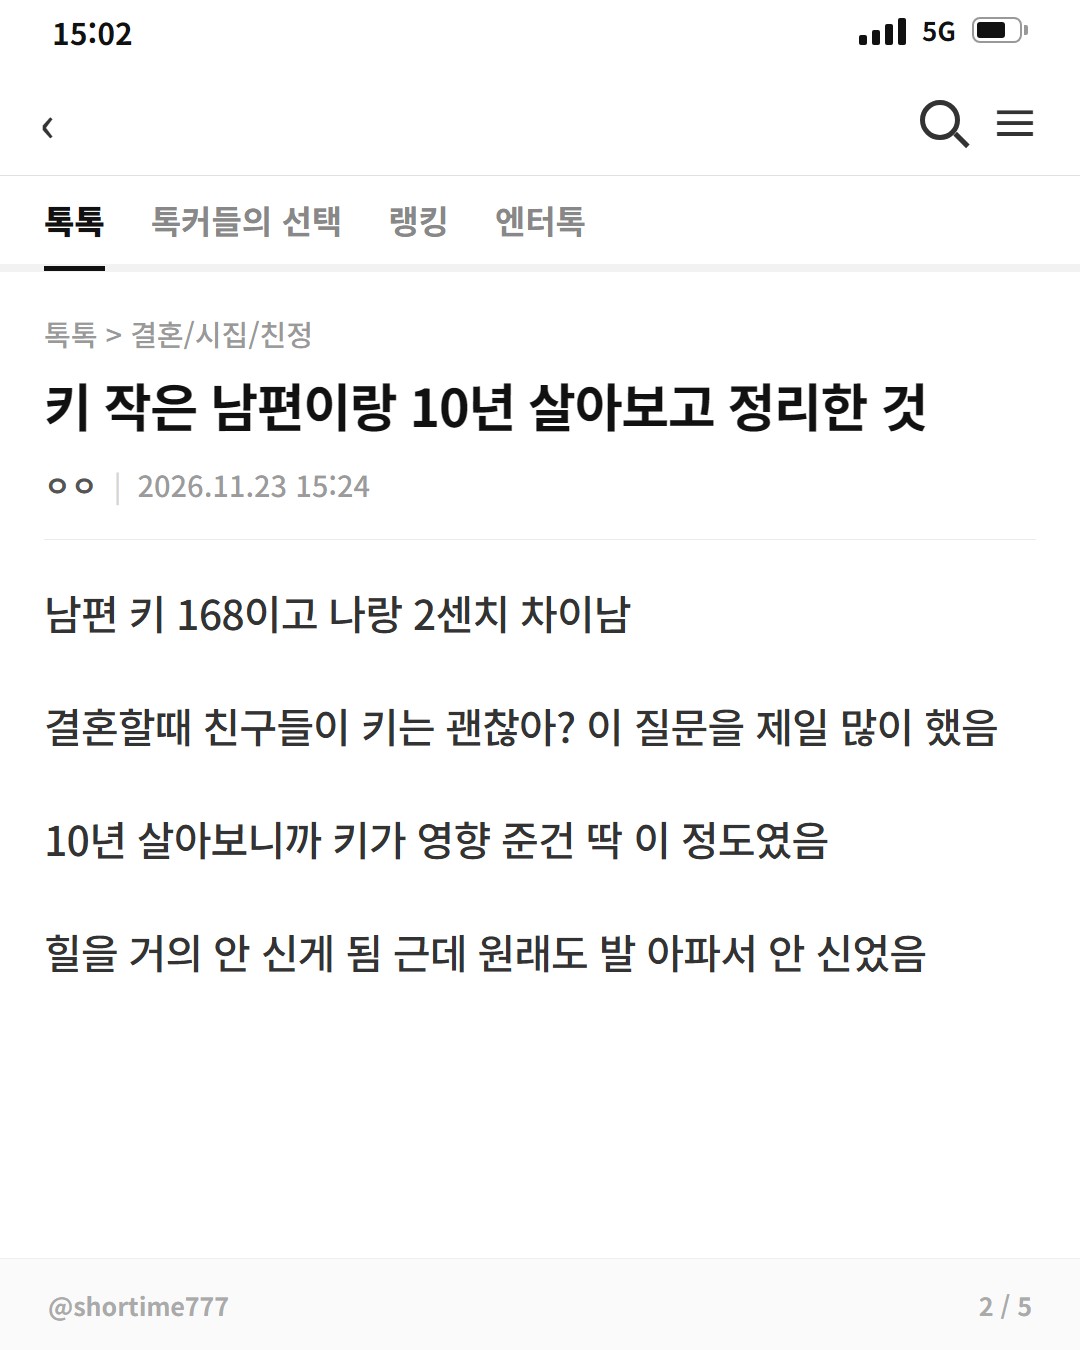 15:02
5G
‹
톡톡 톡커들의 선택 랭킹 엔터톡
톡톡 > 결혼/시집/친정
키 작은 남편이랑 10년 살아보고 정리한 것
ㅇㅇ | 2026.11.23 15:24
남편 키 168이고 나랑 2센치 차이남
결혼할때 친구들이 키는 괜찮아? 이 질문을 제일 많이 했음
10년 살아보니까 키가 영향 준건 딱 이 정도였음
힐을 거의 안 신게 됨 근데 원래도 발 아파서 안 신었음
@shortime777
2 / 5